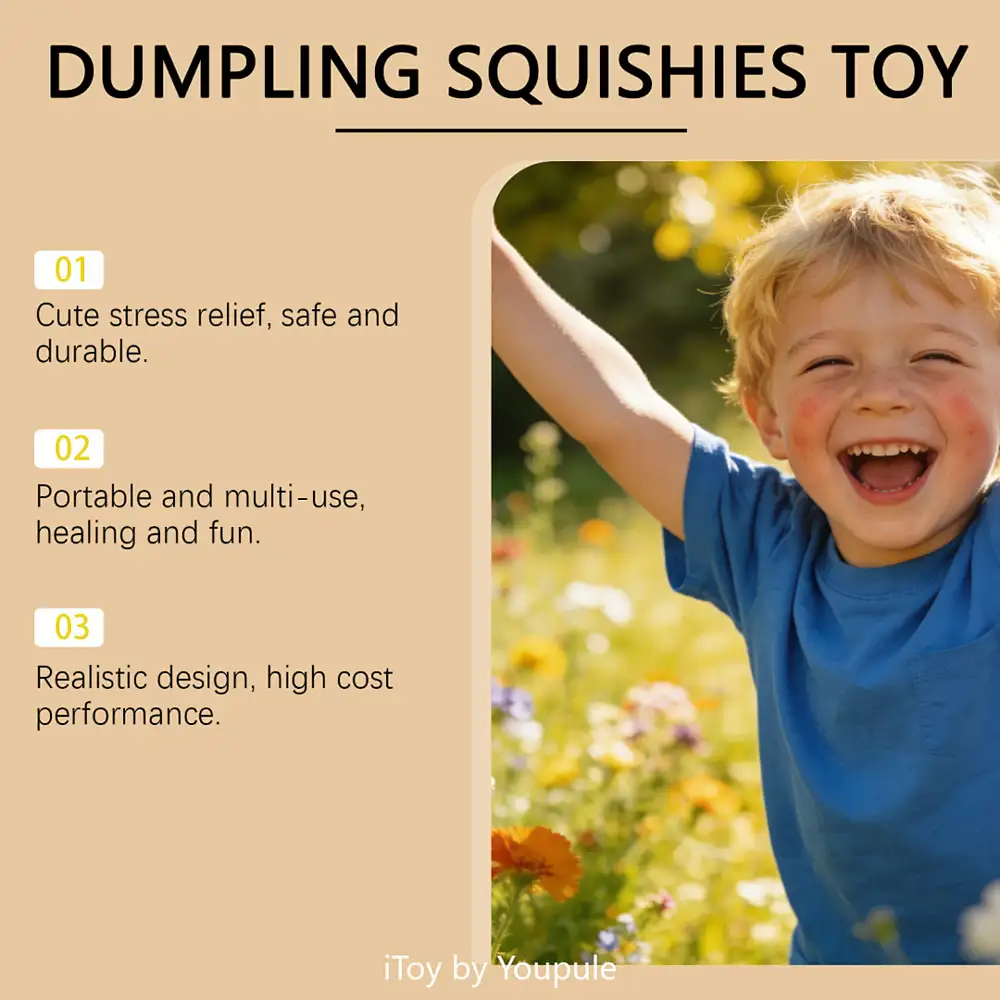 DUMPLING SQUISHIES TOY
01
Cute stress relief, safe and
durable.
02
Portable and multi-use,
healing and fun.
03
Realistic design, high cost
performance.
iToy by Youpule